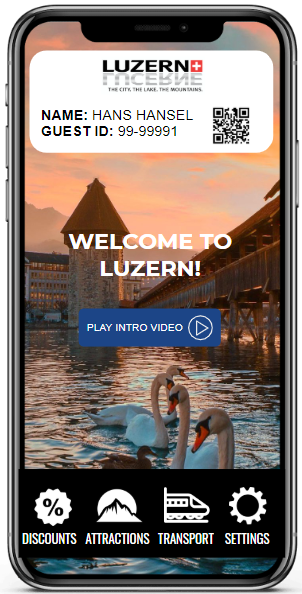 LUZERN
LUCERNE
THE CITY. THE LAKE. THE MOUNTAINS.
NAME: HANS HANSEL
GUEST ID: 99-99991
WELCOME TO
LUZERN!
PLAY INTRO VIDEO
%
DISCOUNTS ATTRACTIONS TRANSPORT SETTINGS